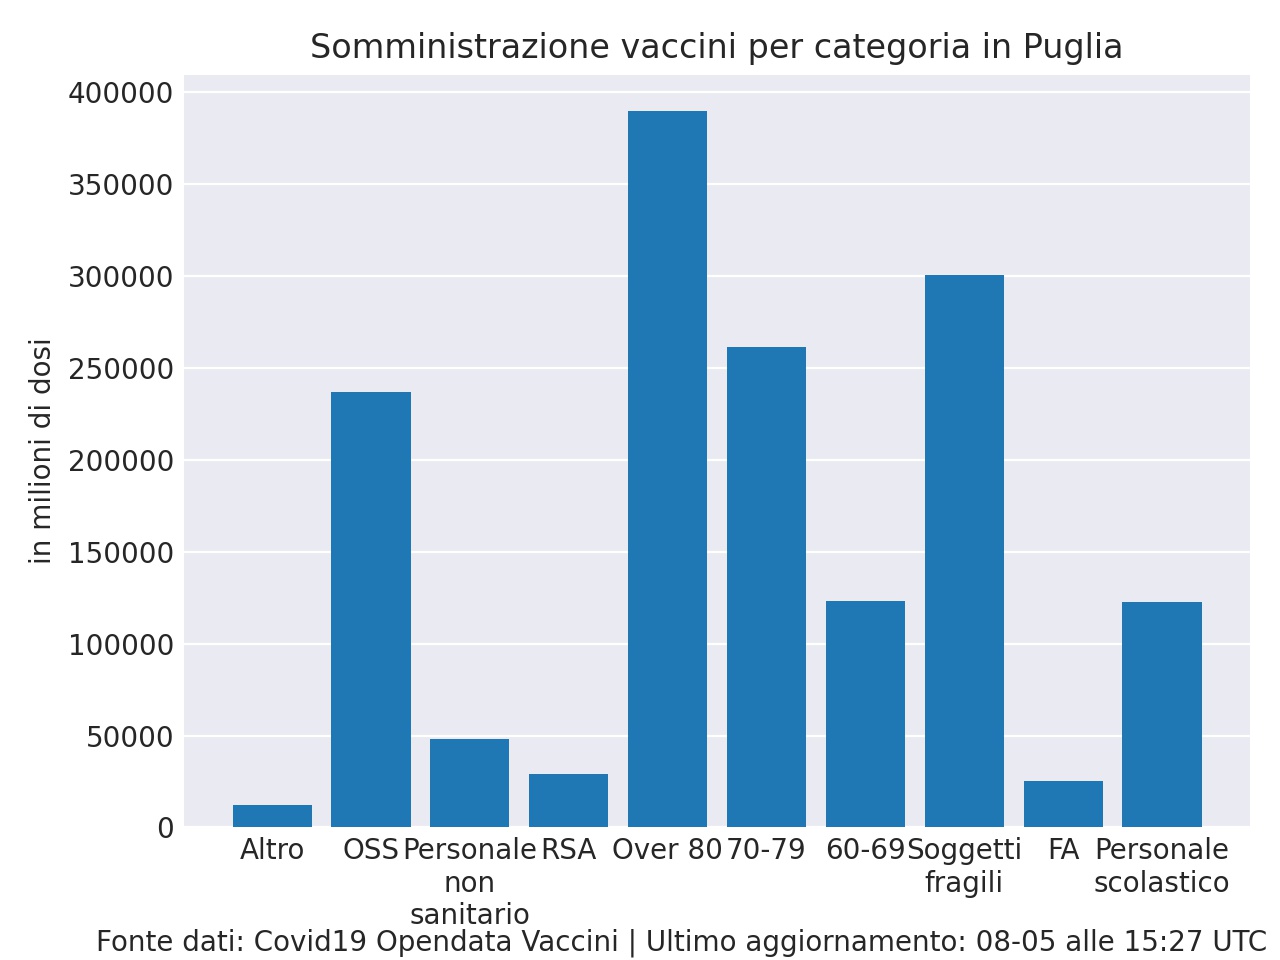 Somministrazione vaccini per categoria in Puglia
in milioni di dosi
400000
350000
300000
250000
200000
150000
100000
50000
0
Altro
OSS
Personale
non
sanitario
RSA
Over 80
70-79
60-69
Soggetti
fragili
FA
Personale
scolastico
Fonte dati: Covid19 Opendata Vaccini | Ultimo aggiornamento: 08-05 alle 15:27 UTC